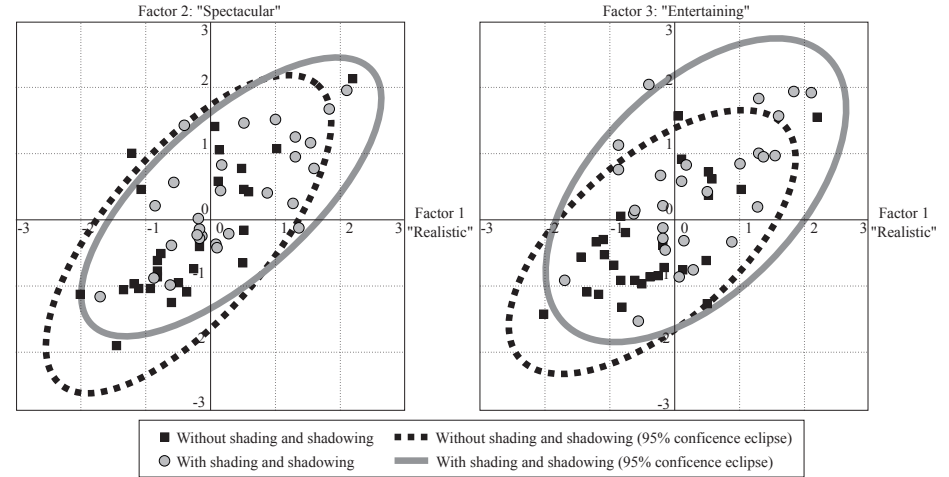 Factor 2: "Spectacular"
3
2
1
0
-3 -2 -1 0 1 2 3
-1
-2
-3
Factor 1
"Realistic"
Factor 3: "Entertaining"
3
2
1
0
-3 -2 -1 0 1 2 3
-1
-2
-3
Factor 1
"Realistic"
Without shading and shadowing
Without shading and shadowing (95% conficence eclipse)
With shading and shadowing
With shading and shadowing (95% conficence eclipse)